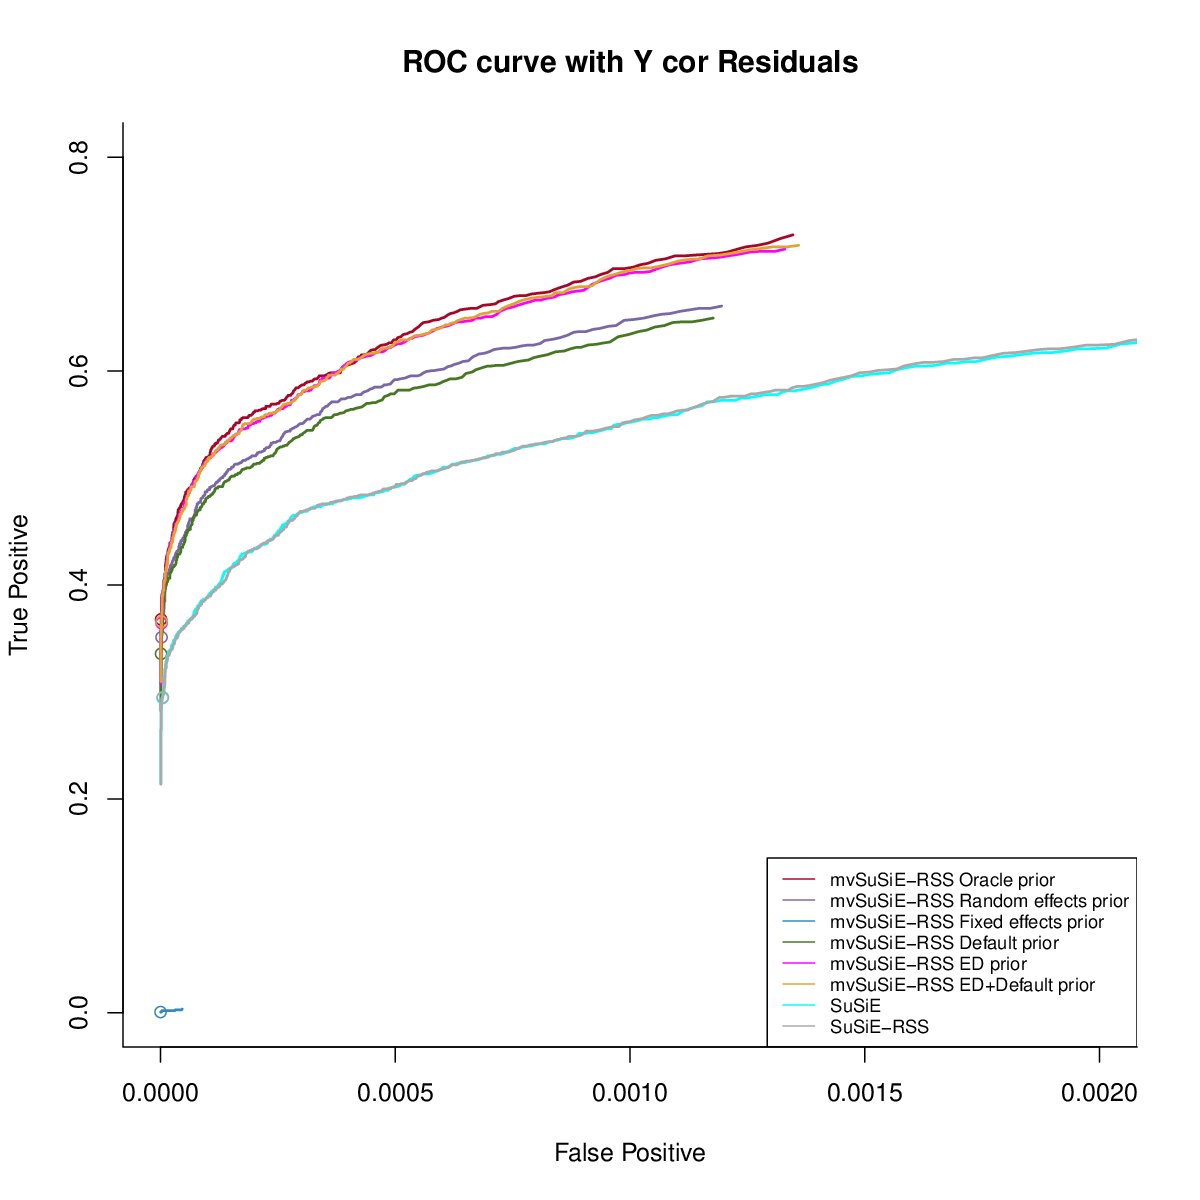 ROC curve with Y cor Residuals
True Positive
0.8
0.6
0.4
0.2
0.0
mvSuSiE−RSS Oracle prior
mvSuSiE−RSS Random effects prior
mvSuSiE−RSS Fixed effects prior
mvSuSiE−RSS Default prior
mvSuSiE−RSS ED prior
mvSuSiE−RSS ED+Default prior
SuSiE
SuSiE−RSS
0.0000 0.0005 0.0010 0.0015 0.0020
False Positive